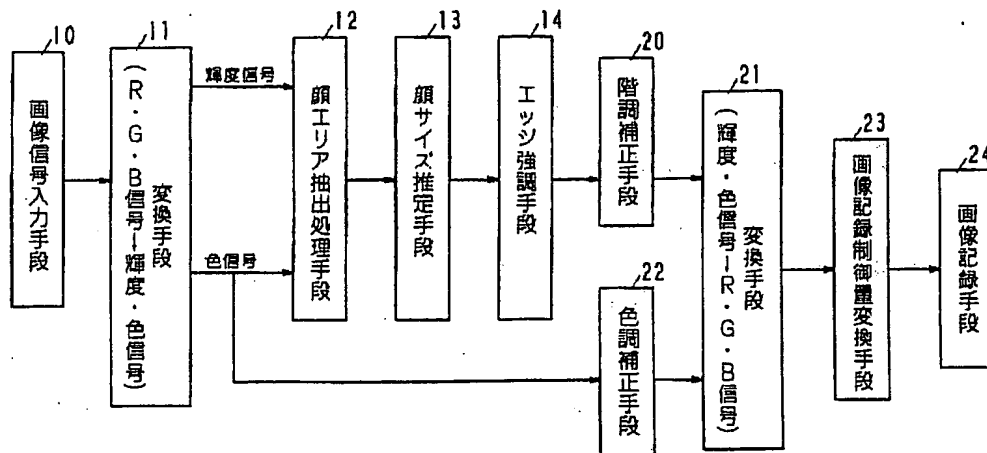 10
画像信号入力手段
11
(R・G・B信号→輝度・色信号)
変換手段
輝度信号
色信号
12
顔エリア抽出処理手段
13
顔サイズ推定手段
14
エッジ強調手段
20
階調補正手段
22
色調補正手段
21
(輝度・色信号→R・G・B信号)
変換手段
23
画像記録制御量変換手段
24
画像記録手段